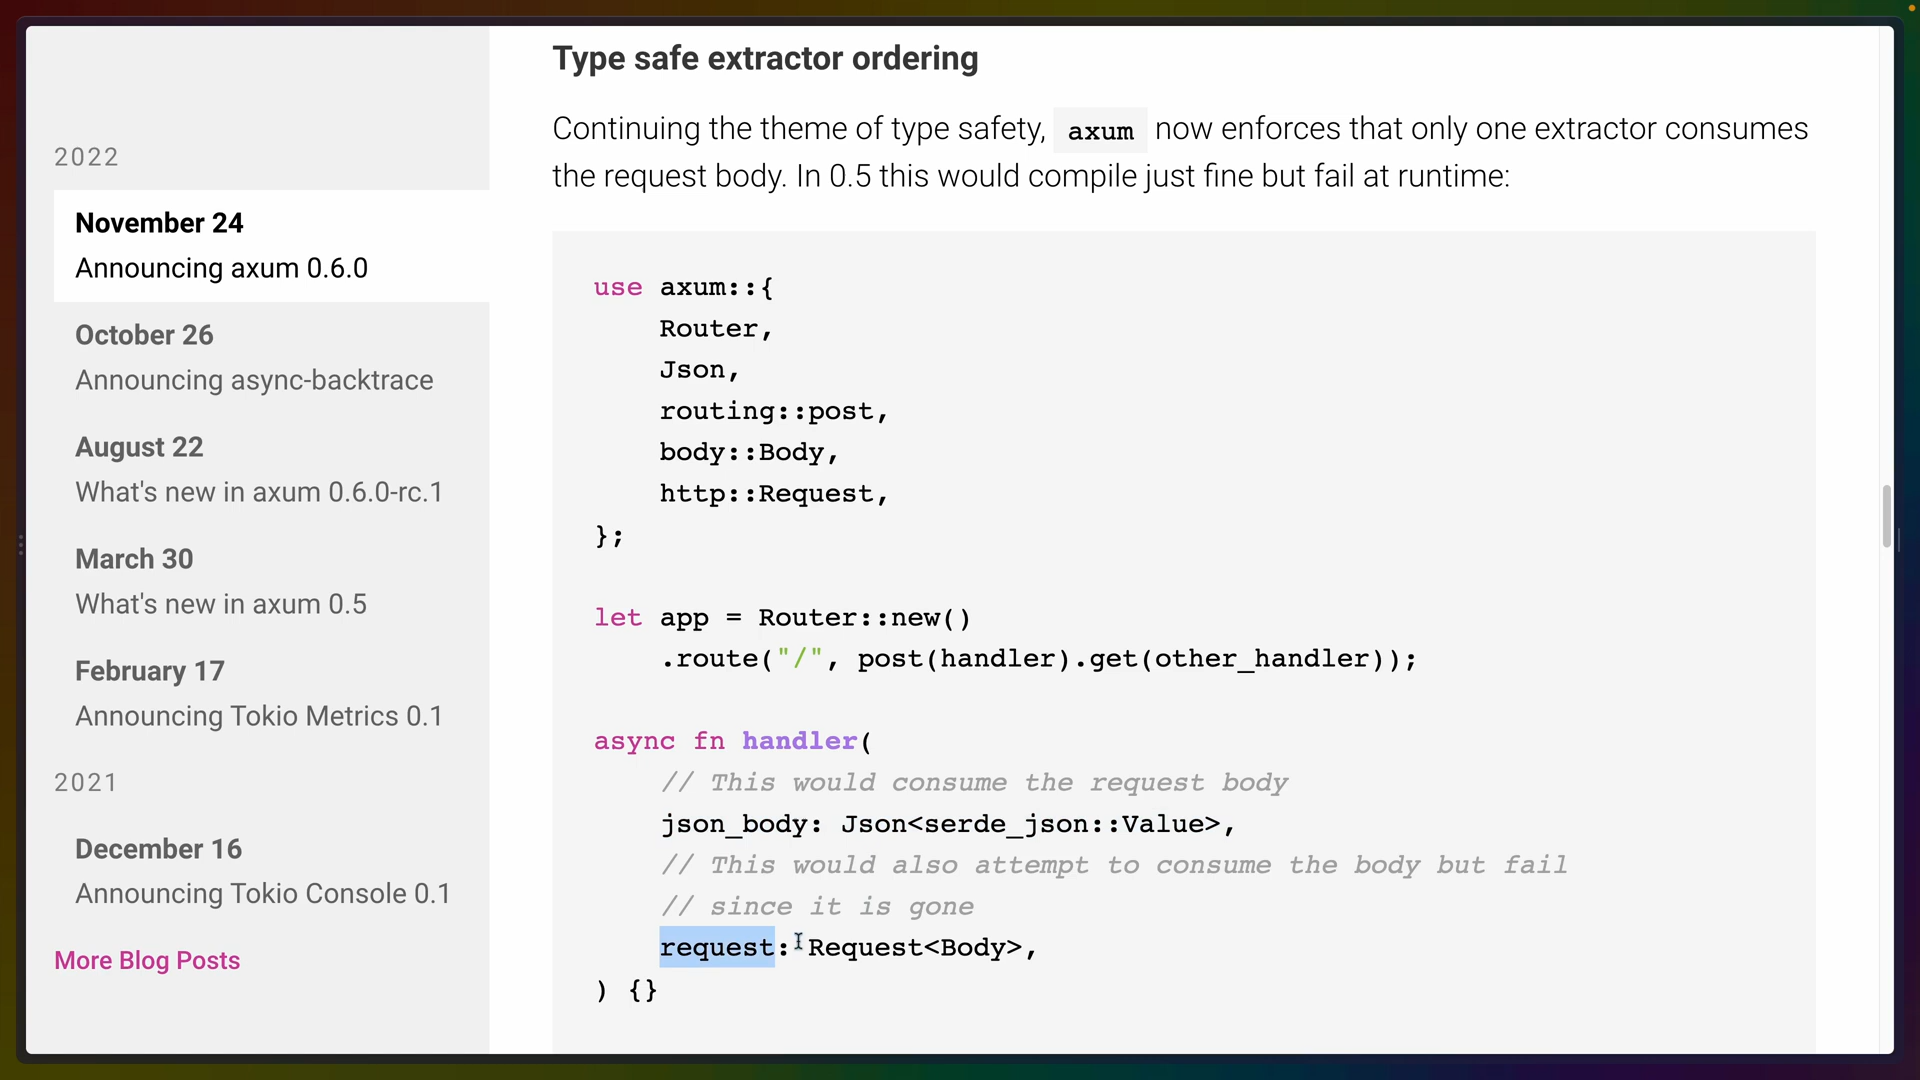 2022
November 24
Announcing axum 0.6.0
October 26
Announcing async-backtrace
August 22
What's new in axum 0.6.0-rc.1
March 30
What's new in axum 0.5
February 17
Announcing Tokio Metrics 0.1
2021
December 16
Announcing Tokio Console 0.1
More Blog Posts
Type safe extractor ordering
Continuing the theme of type safety, axum now enforces that only one extractor consumes
the request body. In 0.5 this would compile just fine but fail at runtime:
use axum::{
    Router,
    Json,
    routing::post,
    body::Body,
    http::Request,
};
let app = Router::new()
    .route("/", post(handler).get(other_handler));
async fn handler(
    // This would consume the request body
    json_body: Json<serde_json::Value>,
    // This would also attempt to consume the body but fail
    // since it is gone
    request: Request<Body>,
) {}